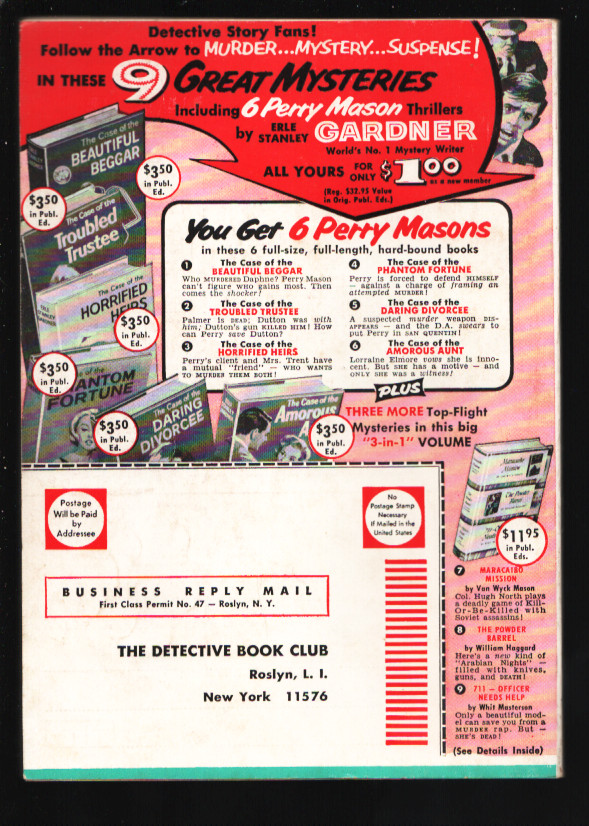 Detective Story Fans!
Follow the Arrow to MURDER...MYSTERY...SUSPENSE!
IN THESE 9 GREAT MYSTERIES
Including 6 Perry Mason Thrillers
by ERLE STANLEY GARDNER
World's No. 1 Mystery Writer
ALL YOURS FOR ONLY $1.00
as a new member
(Reg. $32.95 Value
in Orig. Publ. Eds.)
The Case of the
BEAUTIFUL
BEGGAR
$3.50
in Publ.
Ed.
$3.50
in Publ.
Ed.
The Case of the
Troubled
Trustee
The Case of the
HORRIFIED
HEIRS
$3.50
in Publ.
Ed.
$3.50
in Publ.
Ed.
of the
PHANTOM
FORTUNE
$3.50
in Publ.
Ed.
The Case of the
DARING
DIVORCEE
The Case of the
Amorous
$3.50
in Publ.
Ed.
You Get 6 Perry Masons
in these 6 full-size, full-length, hard-bound books
1 The Case of the
BEAUTIFUL BEGGAR
Who MURDERED Daphne? Perry Mason
can't figure WHO gains most. Then
comes the shocker!
2 The Case of the
TROUBLED TRUSTEE
Palmer is DEAD; Dutton was with
him; Dutton's gun KILLED HIM! How
can Perry save Dutton?
3 The Case of the
HORRIFIED HEIRS
Perry's client and Mrs. Trent have
a mutual "friend" — WHO WANTS
TO MURDER THEM BOTH!
4 The Case of the
PHANTOM FORTUNE
Perry is forced to defend HIMSELF
- against a charge of framing an
attempted MURDER!
5 The Case of the
DARING DIVORCEE
A suspected murder weapon DIS-
APPEARS — and the D.A. swears to
put Perry in SAN QUENTIN!
6 The Case of the
AMOROUS AUNT
Lorraine Elmore vows she is inno-
cent. But SHE has a motive — and
ONLY SHE was a witness!
PLUS
THREE MORE Top-Flight
Mysteries in this big
"3-in-1" VOLUME
$11.95
in Publ.
Eds.
7 MARACAIBO
MISSION
by Van Wyck Mason
Col. Hugh North plays
a deadly game of Kill-
Or-Be-Killed with
Soviet assassins!
8 THE POWDER
BARREL
by William Haggard
Here's a new kind of
"Arabian Nights" —
filled with knives,
guns, and DEATH!
9 711 - OFFICER
NEEDS HELP
by Whit Masterson
Only a beautiful mod-
el can save you from a
MURDER rap. But —
SHE'S DEAD!
(See Details Inside)
Postage
Will be Paid
by
Addressee
No
Postage Stamp
Necessary
If Mailed in the
United States
BUSINESS REPLY MAIL
First Class Permit No. 47 — Roslyn, N. Y.
THE DETECTIVE BOOK CLUB
Roslyn, L. I.
New York 11576